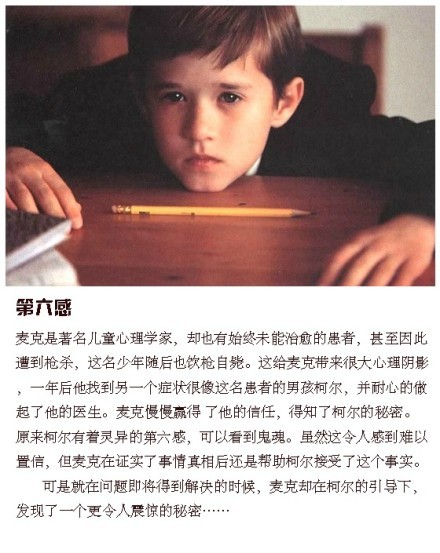 第六感
麦克是著名儿童心理学家，却也有始终未能治愈的患者，甚至因此
遭到枪杀，这名少年随后也饮枪自毙。这给麦克带来很大心理阴影
，一年后他找到另一个症状很像这名患者的男孩柯尔，并耐心的做
起了他的医生。麦克慢慢赢得了他的信任，得知了柯尔的秘密。
原来柯尔有着灵异的第六感，可以看到鬼魂。虽然这令人感到难以
置信，但麦克在证实了事情真相后还是帮助柯尔接受了这个事实。
可是就在问题即将得到解决的时候，麦克却在柯尔的引导下，
发现了一个更令人震惊的秘密……